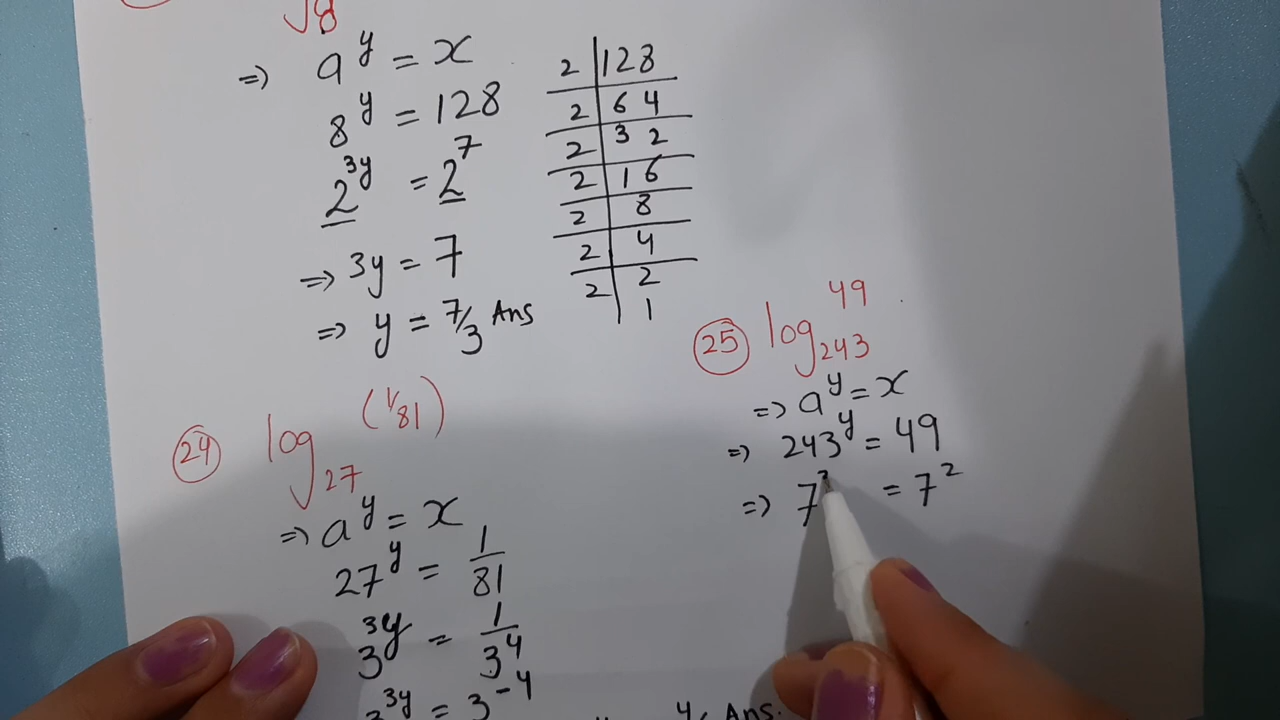 √8
⇒ a^y = x
8^y = 128
2^3y = 2^7
⇒ 3y = 7
⇒ y = 7/3 Ans
2 | 128
2 | 64
2 | 32
2 | 16
2 | 8
2 | 4
2 | 2
1
(24) log_27 (1/81)
⇒ a^y = x
27^y = 1/81
3^3y = 1/3^4
3^3y = 3^-4
(25) log_243 49
⇒ a^y = x
⇒ 243^y = 49
⇒ 7^3 = 7^2
Ans.